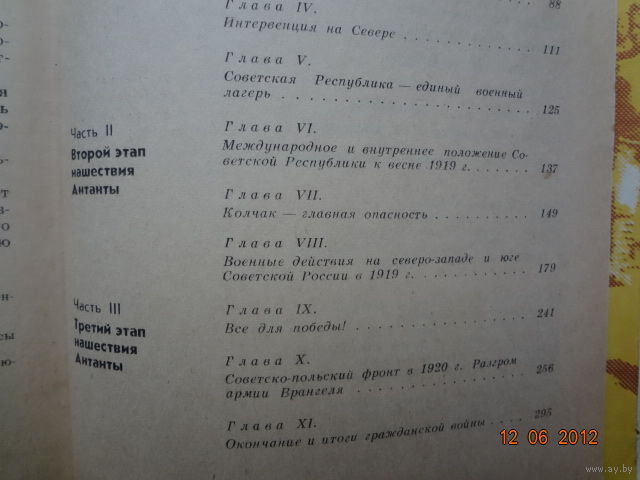 Глава IV.
Интервенция на Севере . . . . . . . . . . 111
88
Глава V.
Советская Республика — единый военный
лагерь . . . . . . . . . . . . . . . . 125
Часть II
Второй этап
нашествия
Антанты
Глава VI.
Международное и внутреннее положение Со-
ветской Республики к весне 1919 г. . . . . . 137
Глава VII.
Колчак — главная опасность . . . . . . . . . 149
Глава VIII.
Военные действия на северо-западе и юге
Советской России в 1919 г. . . . . . . . . . . 179
Часть III
Третий этап
нашествия
Антанты
Глава IX.
Все для победы! . . . . . . . . . . . . . . 241
Глава X.
Советско-польский фронт в 1920 г. Разгром
армии Врангеля . . . . . . . . . . . . . . 256
Глава XI.
Окончание и итоги гражданской войны . . . . 295
12 06 2012
www.ay.by